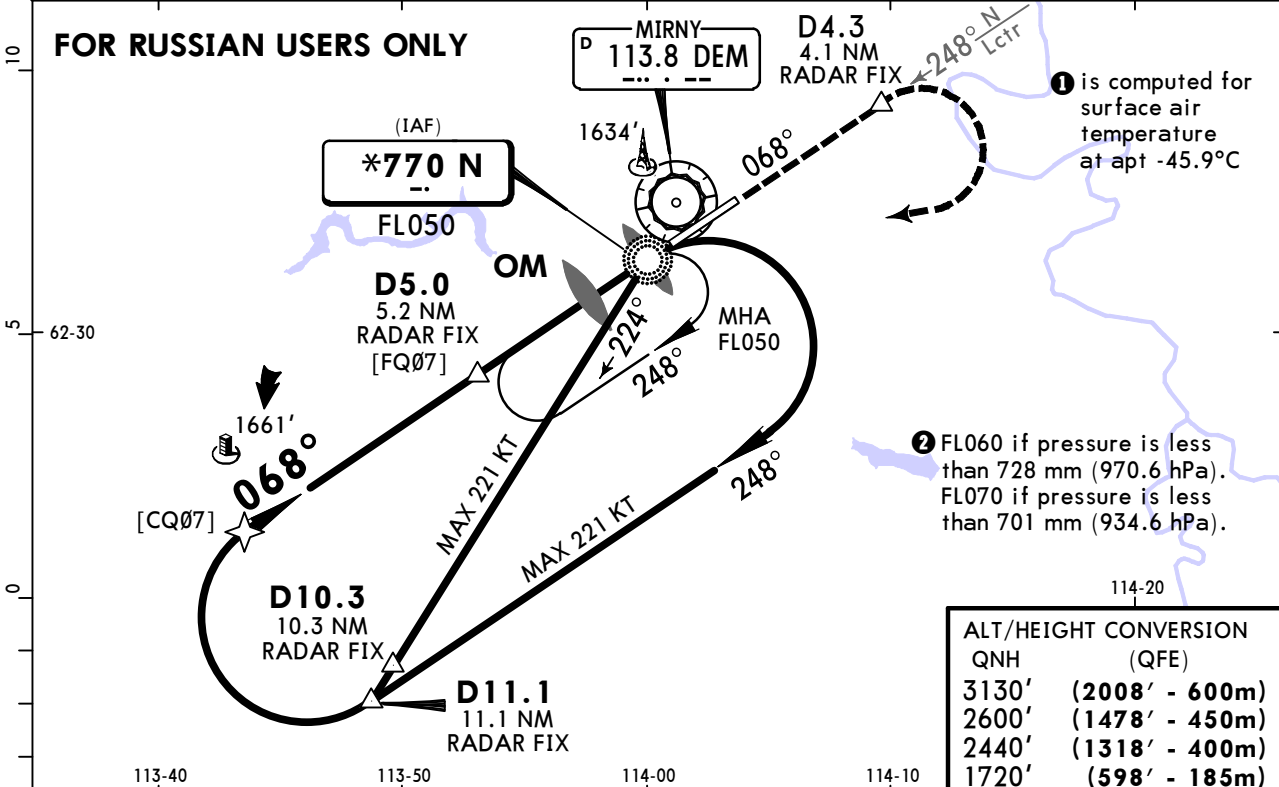 FOR RUSSIAN USERS ONLY
MIRNY
D 113.8 DEM
D4.3
4.1 NM
RADAR FIX
248° N
Lctr
❶ is computed for
surface air
temperature
at apt -45.9°C
10
(IAF)
*770 N
FL050
1634'
068°
OM
D5.0
5.2 NM
RADAR FIX
[FQØ7]
5
62-30
224°
MHA
FL050
248°
1661'
068°
[CQØ7]
MAX 221 KT
MAX 221 KT
248°
❷ FL060 if pressure is less
than 728 mm (970.6 hPa).
FL070 if pressure is less
than 701 mm (934.6 hPa).
0
D10.3
10.3 NM
RADAR FIX
D11.1
11.1 NM
RADAR FIX
114-20
ALT/HEIGHT CONVERSION
QNH (QFE)
3130' (2008' - 600m)
2600' (1478' - 450m)
2440' (1318' - 400m)
1720' (598' - 185m)
113-40 113-50 114-00 114-10